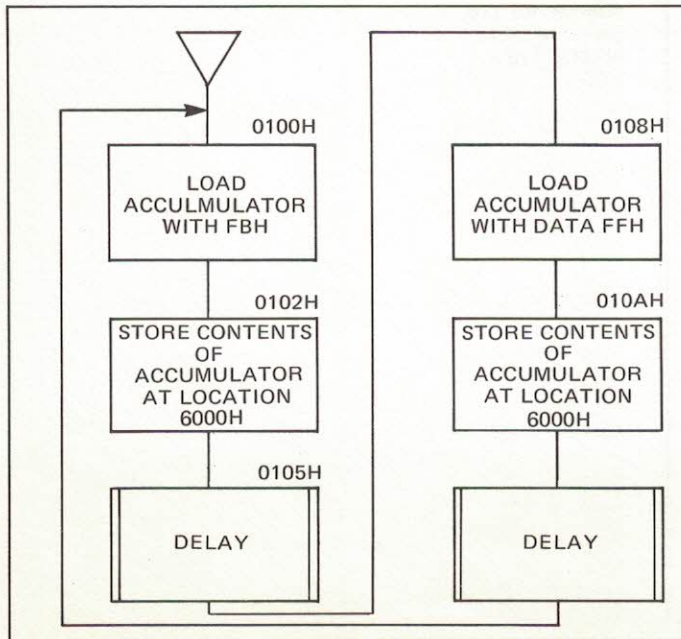 0100H
LOAD
ACCULMULATOR
WITH FBH
0102H
STORE CONTENTS
OF
ACCUMULATOR
AT LOCATION
6000H
0105H
DELAY
0108H
LOAD
ACCUMULATOR
WITH DATA FFH
010AH
STORE CONTENTS
OF
ACCUMULATOR
AT LOCATION
6000H
DELAY